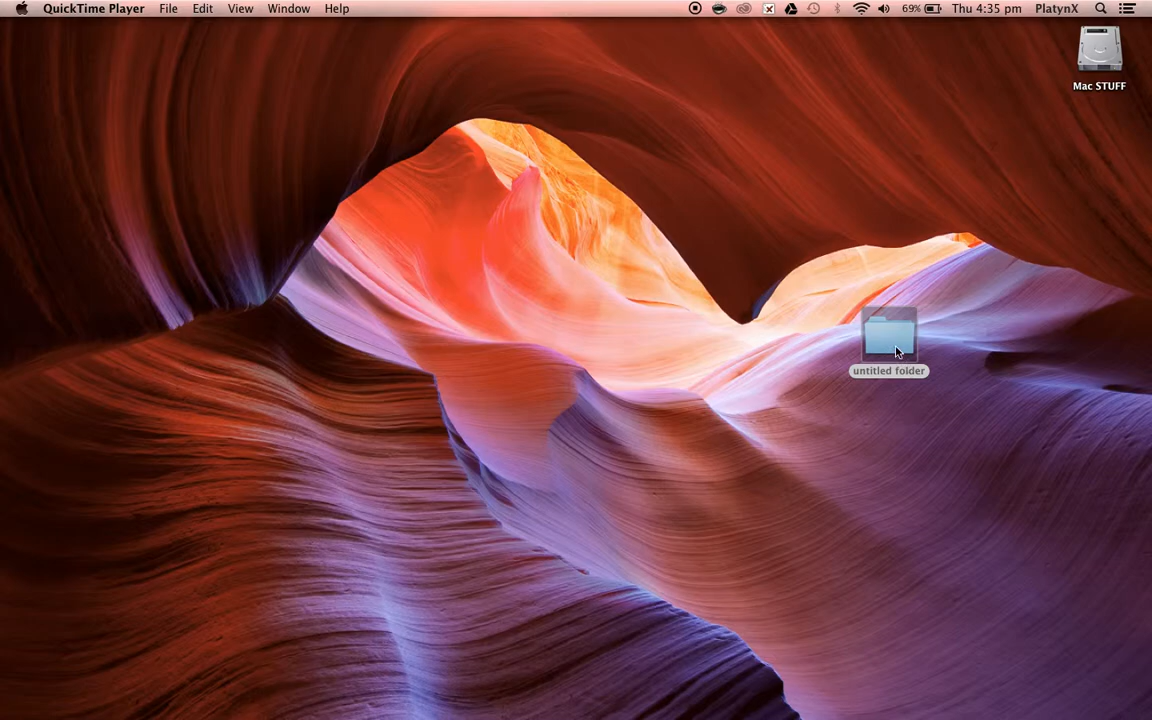 QuickTime Player File Edit View Window Help 69% Thu 4:35 pm PlatynX
Mac STUFF
untitled folder